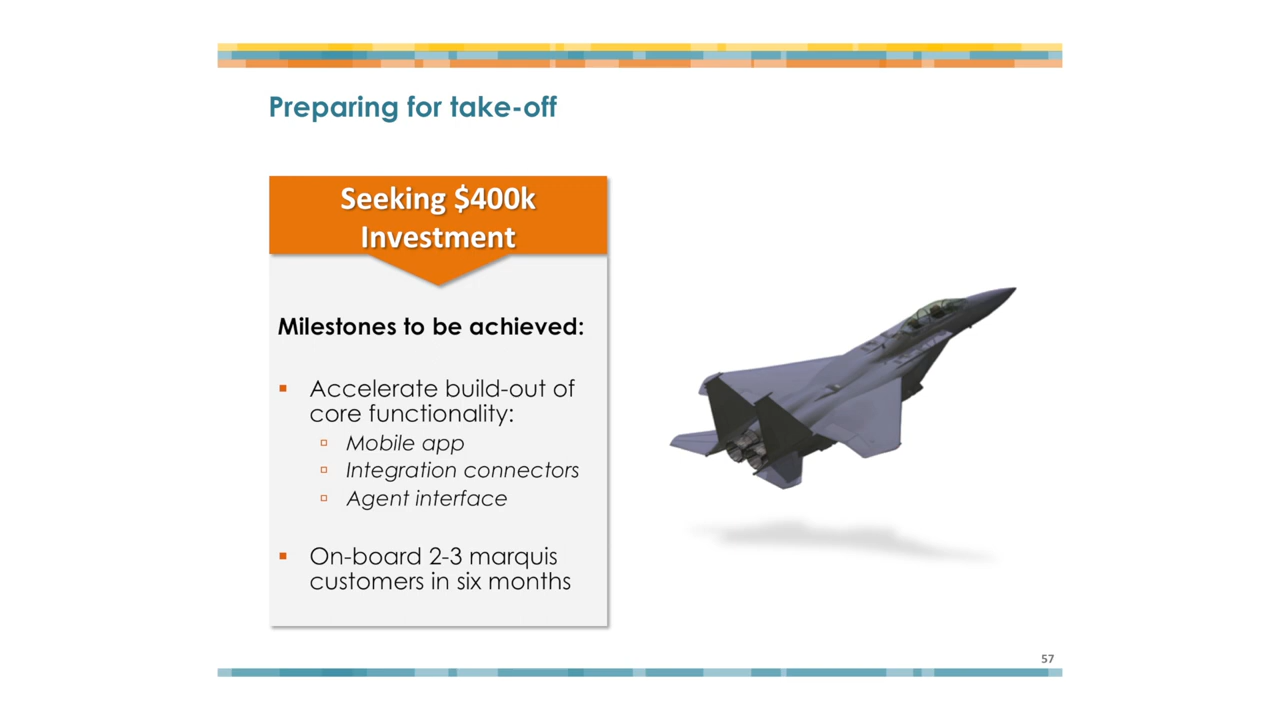 Preparing for take-off
Seeking $400k
Investment
Milestones to be achieved:
Accelerate build-out of
core functionality:
Mobile app
Integration connectors
Agent interface
On-board 2-3 marquis
customers in six months
57